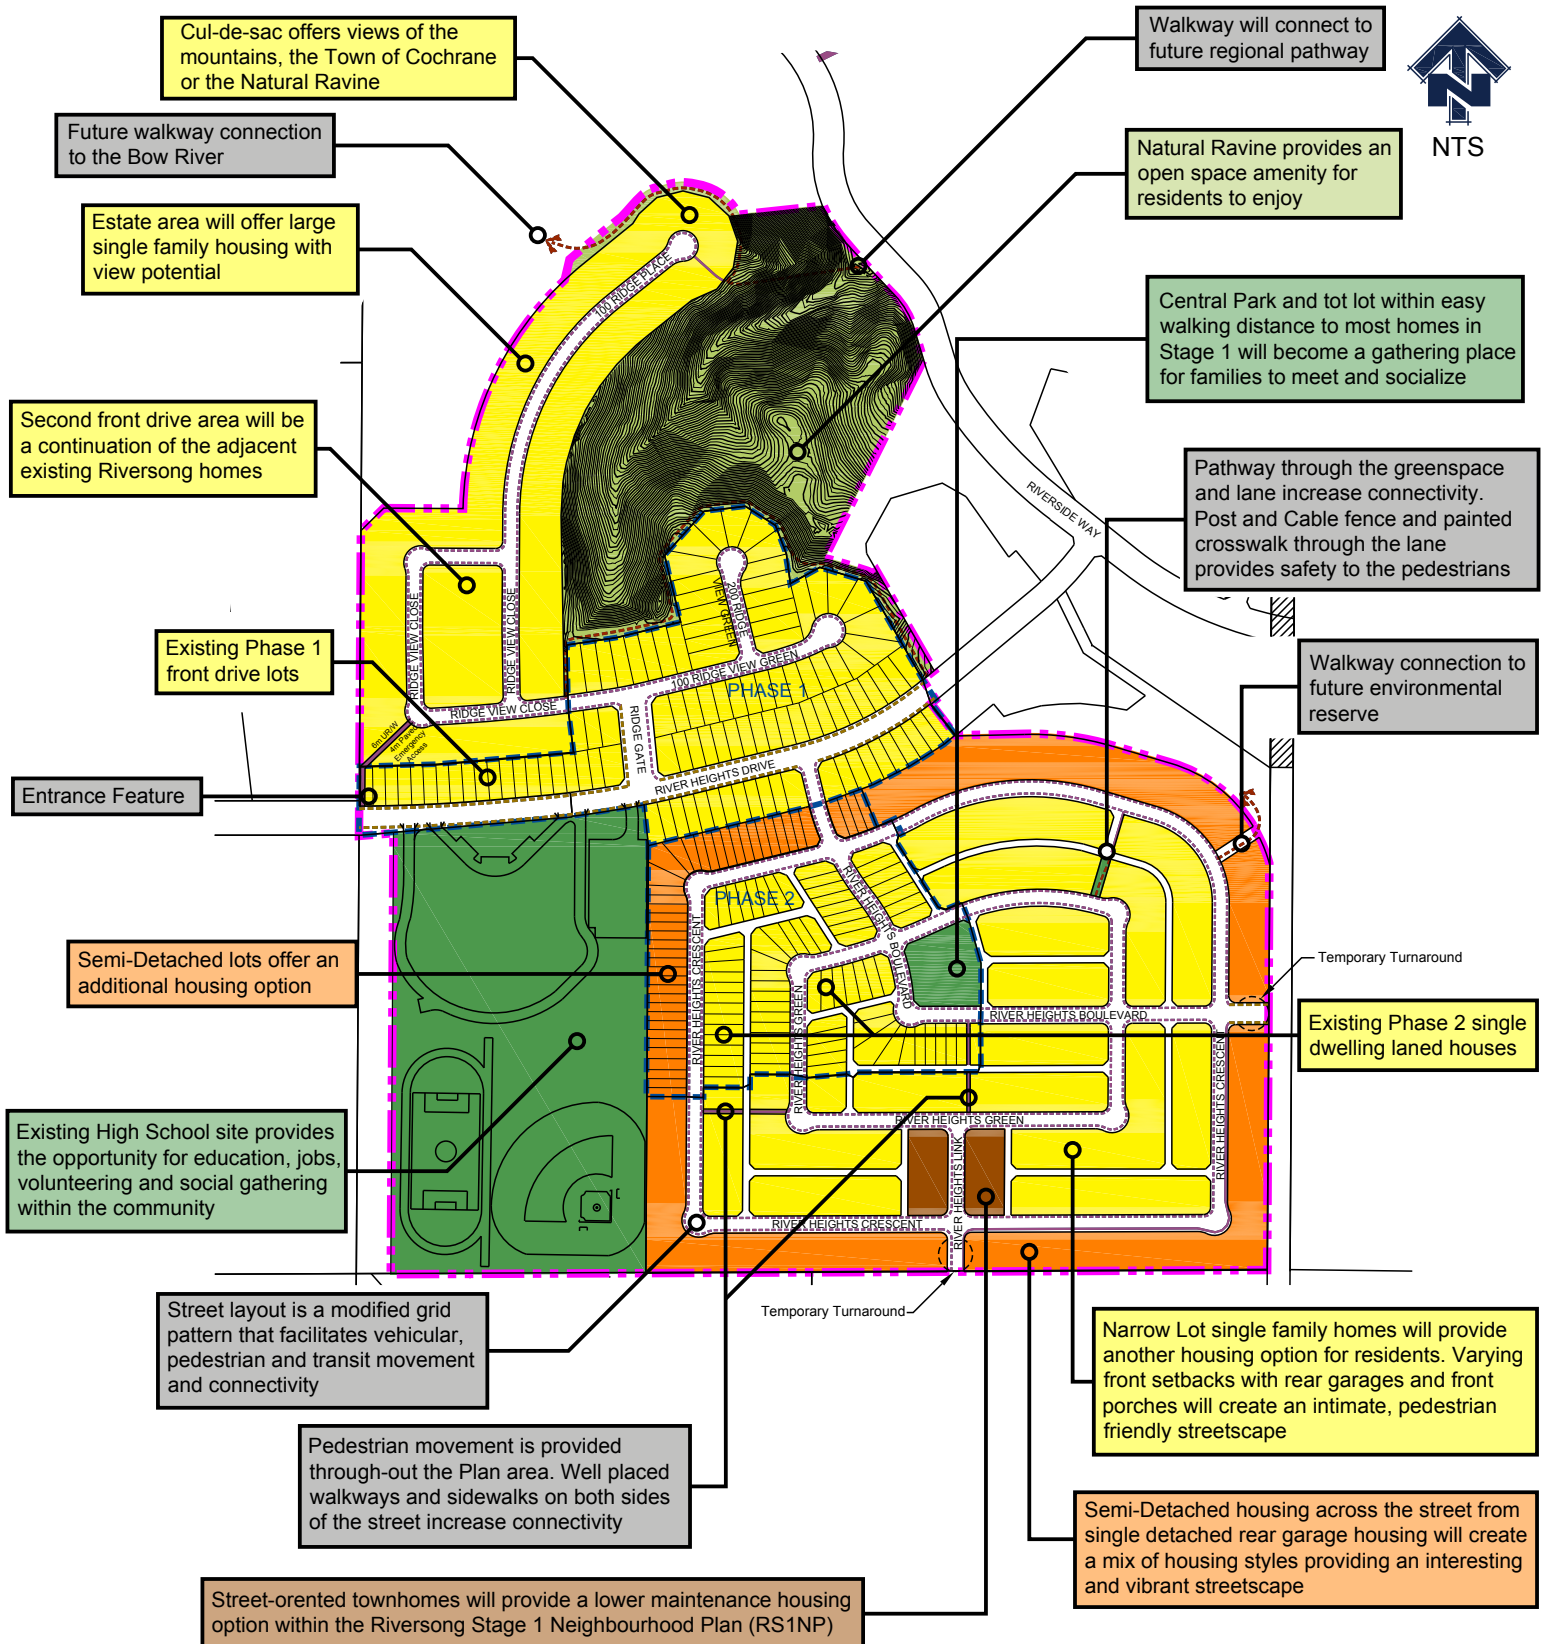 Cul-de-sac offers views of the
mountains, the Town of Cochrane
or the Natural Ravine
Walkway will connect to
future regional pathway
N
NTS
Future walkway connection
to the Bow River
Natural Ravine provides an
open space amenity for
residents to enjoy
Estate area will offer large
single family housing with
view potential
Central Park and tot lot within easy
walking distance to most homes in
Stage 1 will become a gathering place
for families to meet and socialize
100 RIDGE PLACE
Second front drive area will be
a continuation of the adjacent
existing Riversong homes
Pathway through the greenspace
and lane increase connectivity.
Post and Cable fence and painted
crosswalk through the lane
provides safety to the pedestrians
RIVERSIDE WAY
Existing Phase 1
front drive lots
RIDGE VIEW CLOSE
RIDGE VIEW CLOSE
RIDGE VIEW CLOSE
200 RIDGE
VIEW GREEN
100 RIDGE VIEW GREEN
PHASE 1
Walkway connection to
future environmental
reserve
6m UR/W
4m Paved
Emergency
Access
RIDGE GATE
RIVER HEIGHTS DRIVE
Entrance Feature
PHASE 2
RIVER HEIGHTS CRESCENT
RIVER HEIGHTS BOULEVARD
RIVER HEIGHTS GREEN
Semi-Detached lots offer an
additional housing option
Temporary Turnaround
RIVER HEIGHTS BOULEVARD
Existing Phase 2 single
dwelling laned houses
RIVER HEIGHTS CRESCENT
Existing High School site provides
the opportunity for education, jobs,
volunteering and social gathering
within the community
RIVER HEIGHTS GREEN
RIVER HEIGHTS LINK
RIVER HEIGHTS CRESCENT
Street layout is a modified grid
pattern that facilitates vehicular,
pedestrian and transit movement
and connectivity
Temporary Turnaround
Narrow Lot single family homes will provide
another housing option for residents. Varying
front setbacks with rear garages and front
porches will create an intimate, pedestrian
friendly streetscape
Pedestrian movement is provided
through-out the Plan area. Well placed
walkways and sidewalks on both sides
of the street increase connectivity
Semi-Detached housing across the street from
single detached rear garage housing will create
a mix of housing styles providing an interesting
and vibrant streetscape
Street-orented townhomes will provide a lower maintenance housing
option within the Riversong Stage 1 Neighbourhood Plan (RS1NP)